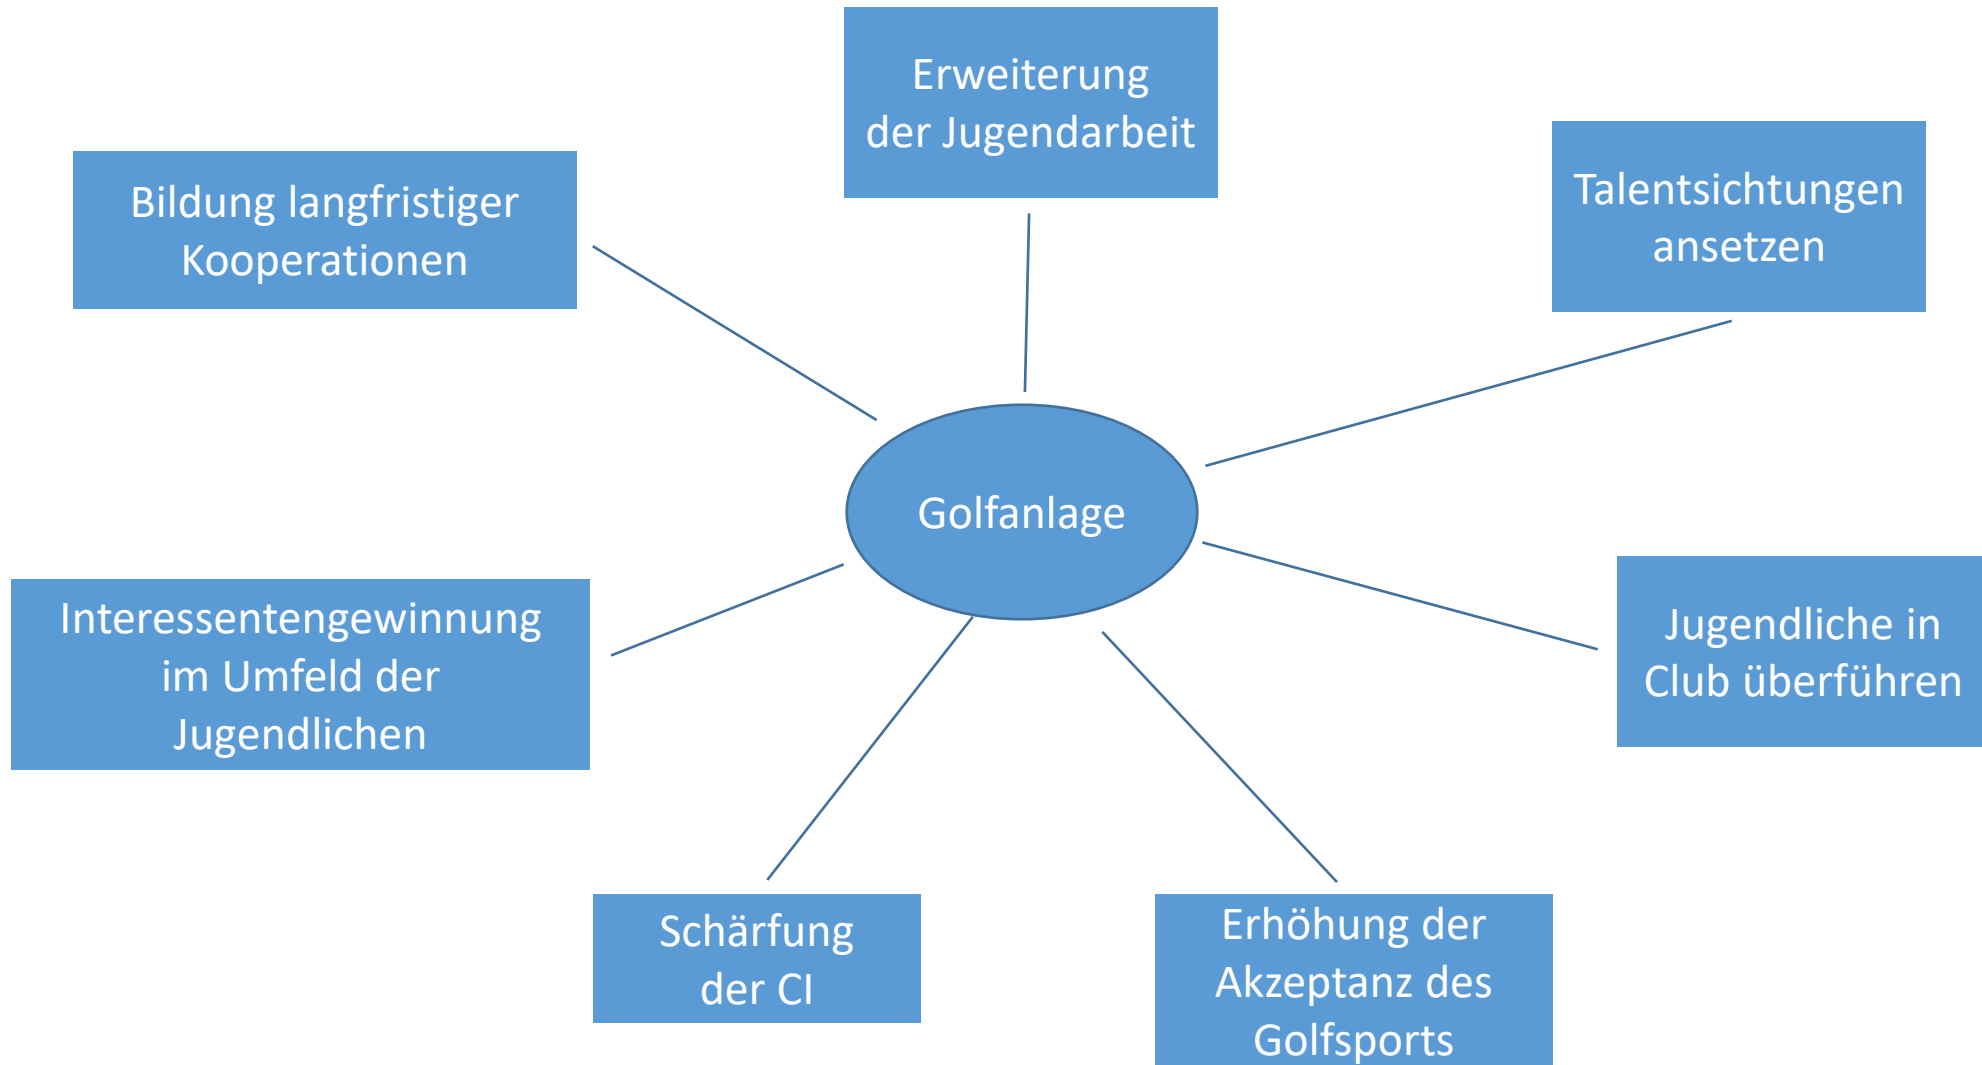 Erweiterung
der Jugendarbeit
Talentsichtungen
ansetzen
Bildung langfristiger
Kooperationen
Golfanlage
Interessentengewinnung
im Umfeld der
Jugendlichen
Jugendliche in
Club überführen
Schärfung
der CI
Erhöhung der
Akzeptanz des
Golfsports